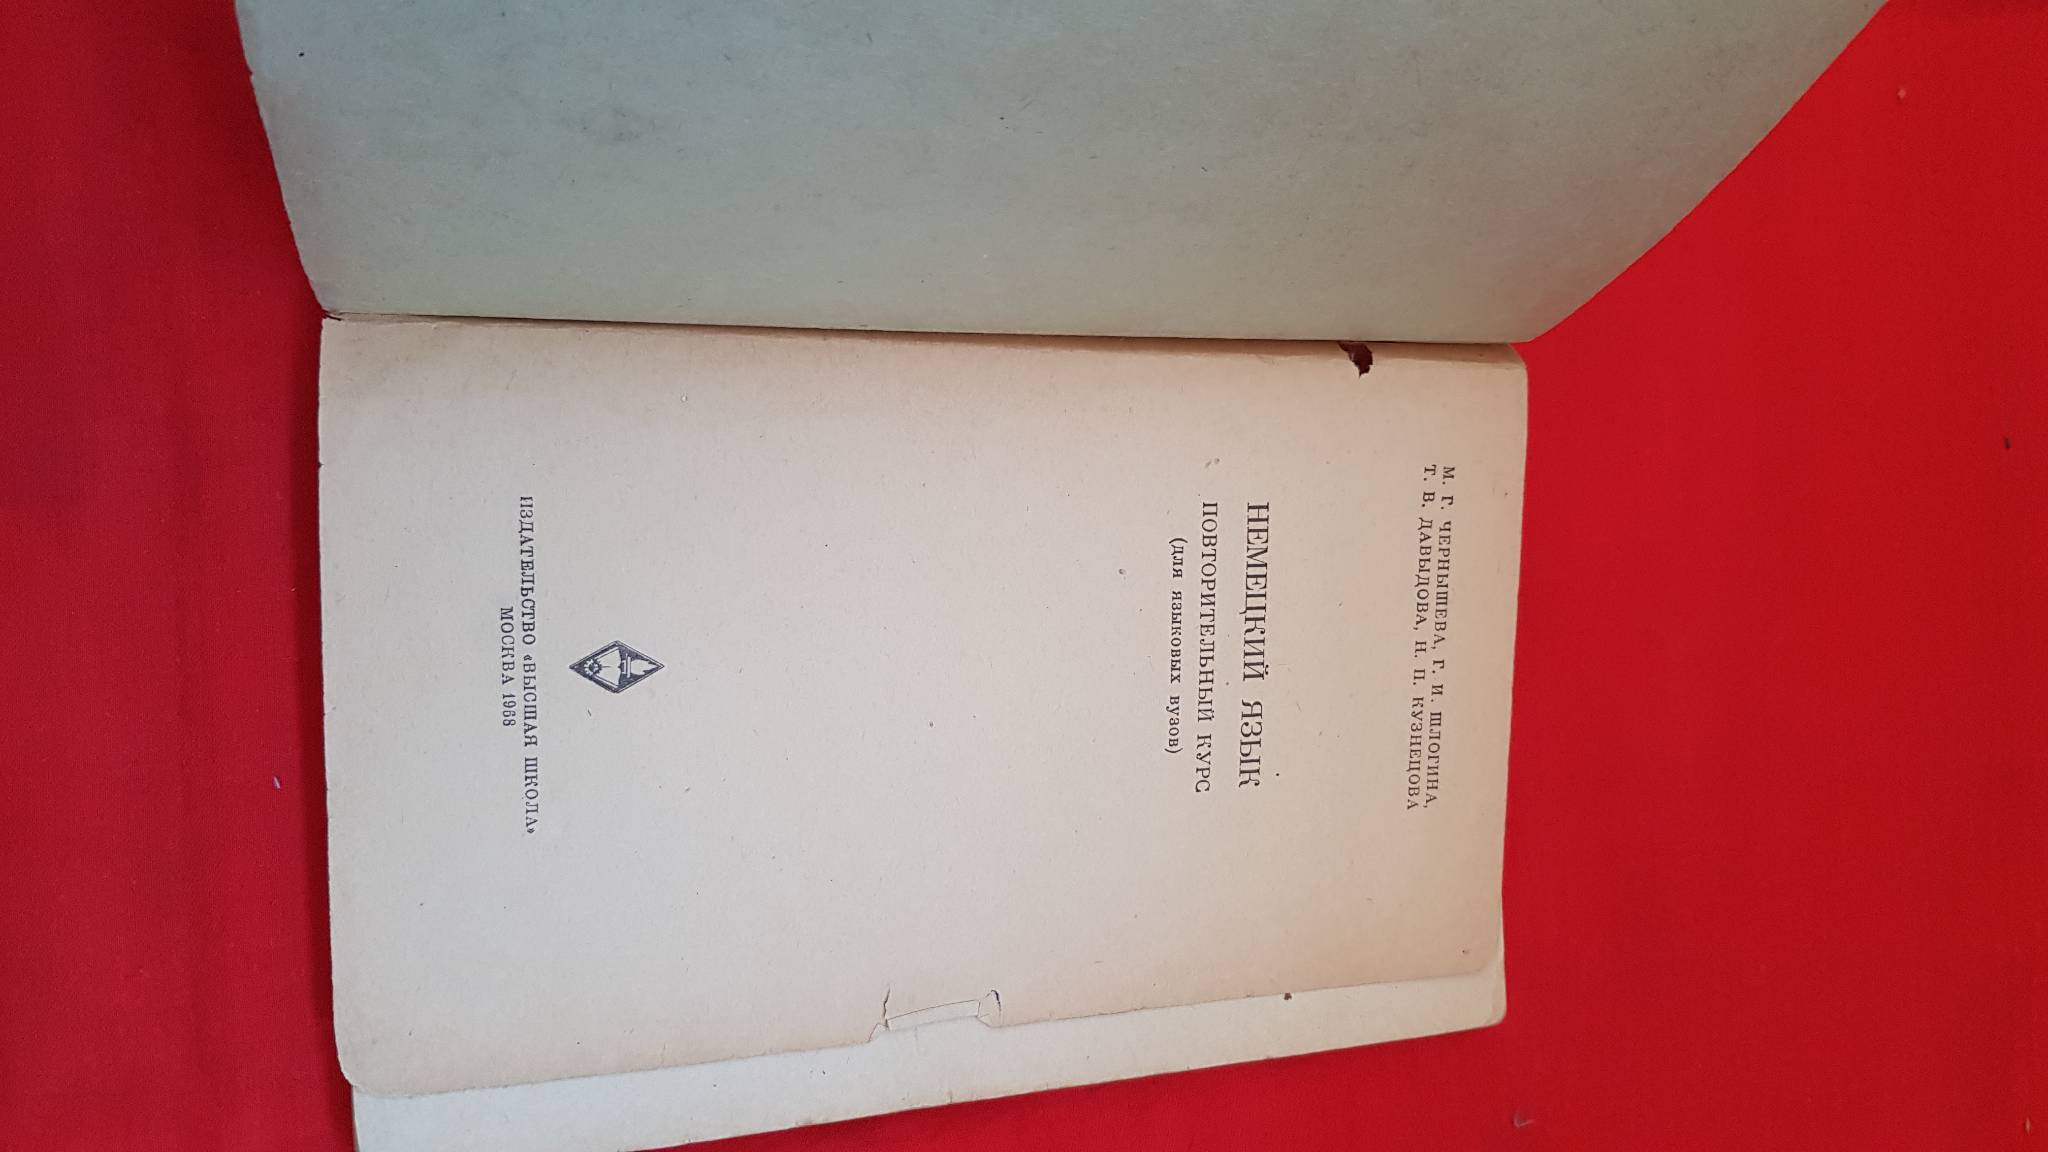 М. Г. ЧЕРНЫШЕВА, Г. И. ШЛОГИНА,
Т. В. ДАВЫДОВА, Н. П. КУЗНЕЦОВА
НЕМЕЦКИЙ ЯЗЫК
ПОВТОРИТЕЛЬНЫЙ КУРС
(для языковых вузов)
ИЗДАТЕЛЬСТВО «ВЫСШАЯ ШКОЛА»
МОСКВА 1968